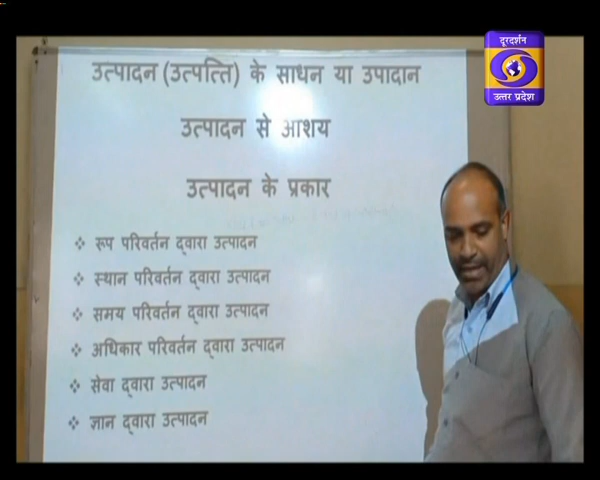 दूरदर्शन
उत्तर प्रदेश
उत्पादन (उत्पत्ति) के साधन या उपादान
उत्पादन से आशय
उत्पादन के प्रकार
❖ रूप परिवर्तन द्वारा उत्पादन
❖ स्थान परिवर्तन द्वारा उत्पादन
❖ समय परिवर्तन द्वारा उत्पादन
❖ अधिकार परिवर्तन द्वारा उत्पादन
❖ सेवा द्वारा उत्पादन
❖ ज्ञान द्वारा उत्पादन